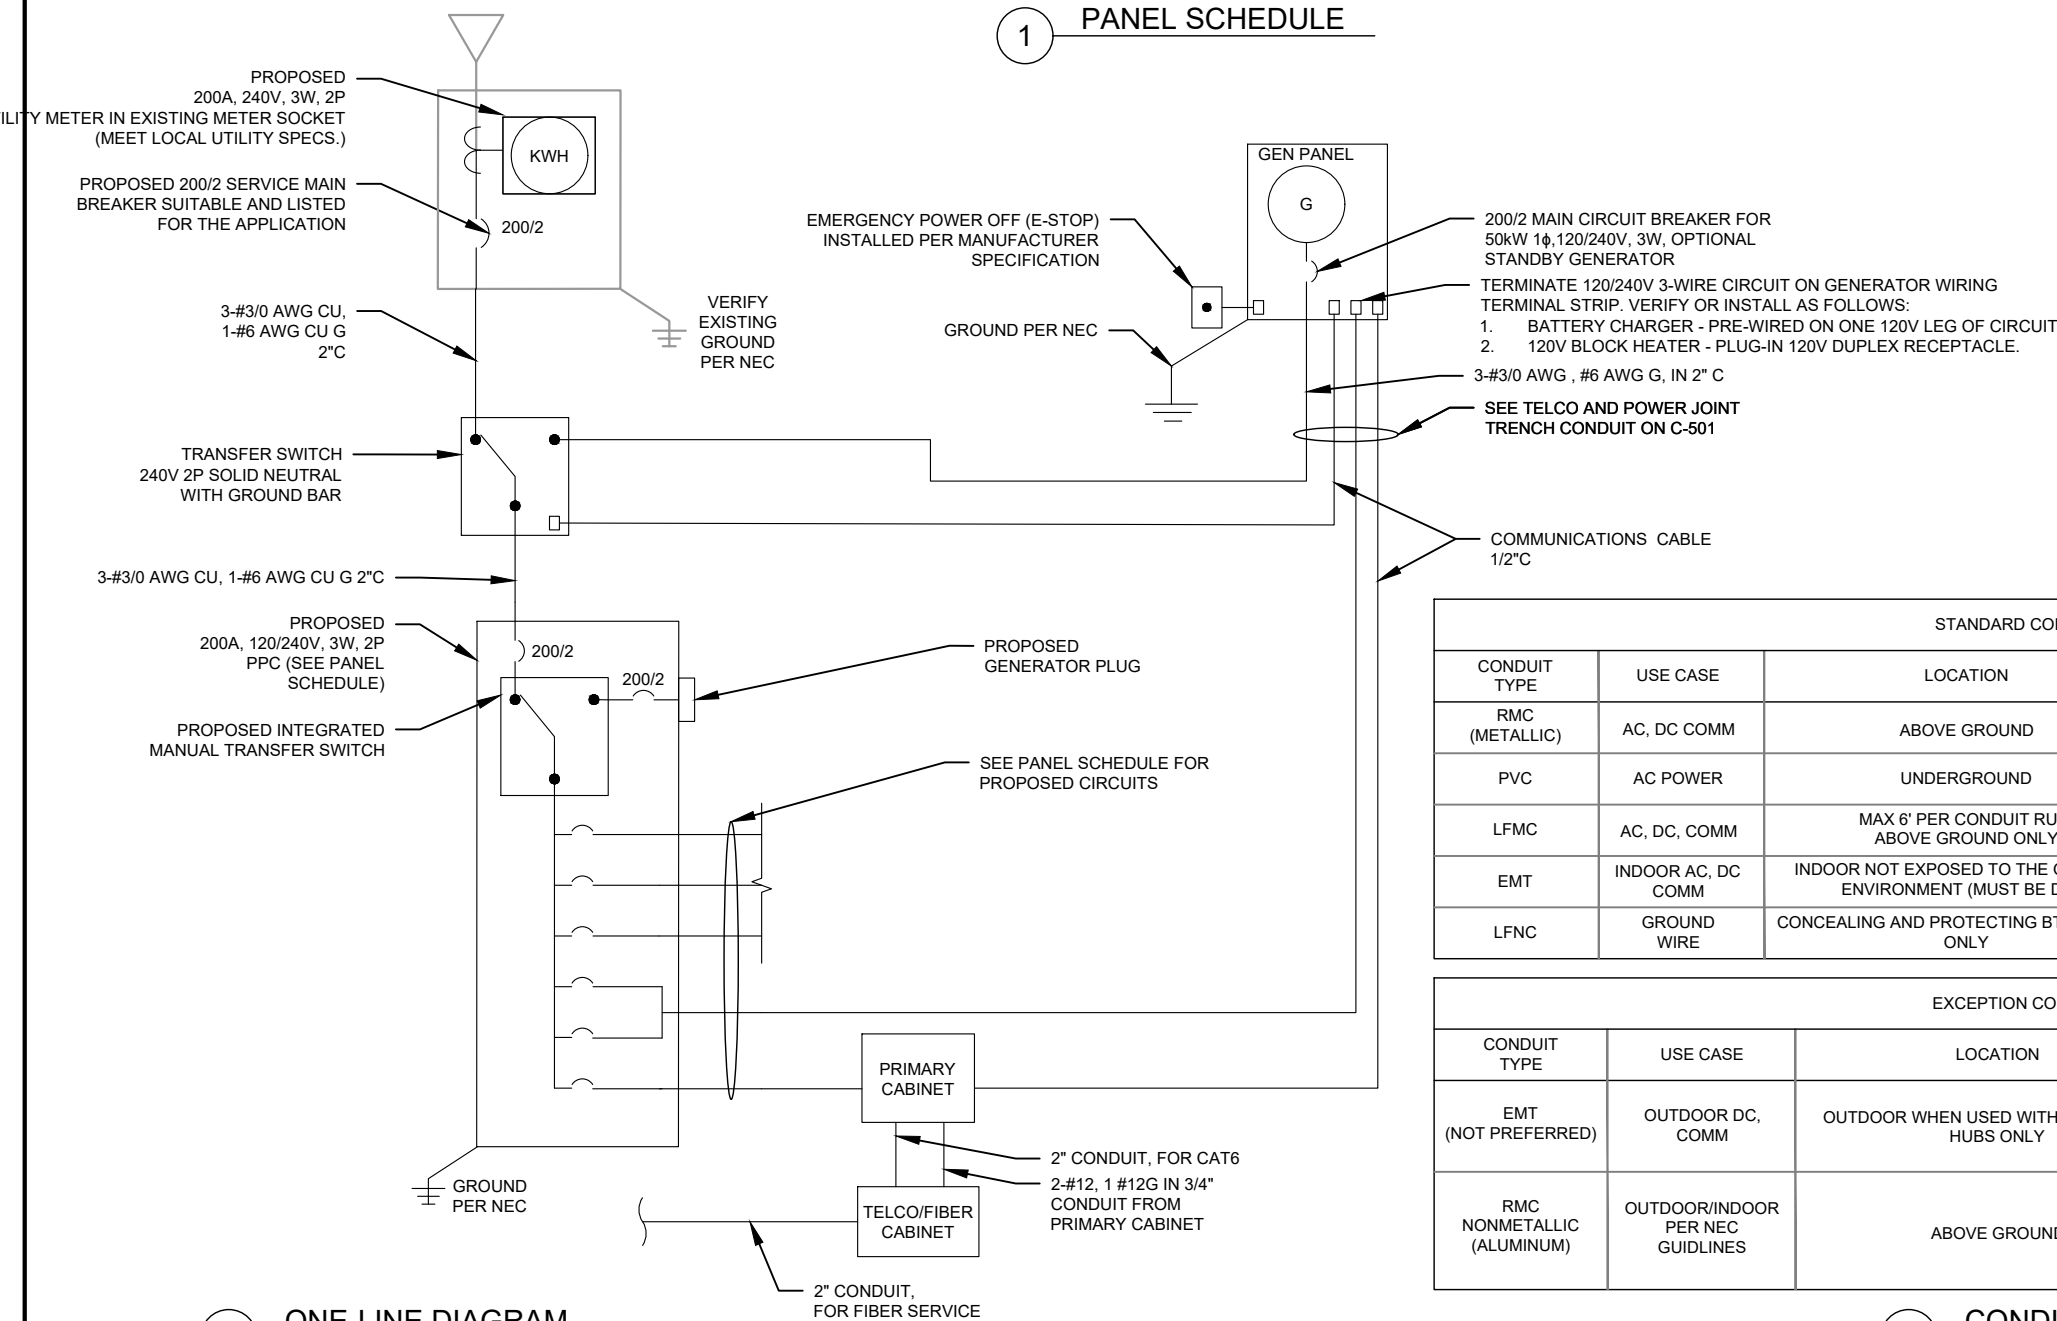 1
PANEL SCHEDULE
PROPOSED
200A, 240V, 3W, 2P
METER IN EXISTING METER SOCKET
(MEET LOCAL UTILITY SPECS.)
KWH
PROPOSED 200/2 SERVICE MAIN
BREAKER SUITABLE AND LISTED
FOR THE APPLICATION
200/2
3-#3/0 AWG CU,
1-#6 AWG CU G
2"C
VERIFY
EXISTING
GROUND
PER NEC
TRANSFER SWITCH
240V 2P SOLID NEUTRAL
WITH GROUND BAR
3-#3/0 AWG CU, 1-#6 AWG CU G 2"C
PROPOSED
200A, 120/240V, 3W, 2P
PPC (SEE PANEL
SCHEDULE)
200/2
200/2
PROPOSED INTEGRATED
MANUAL TRANSFER SWITCH
PROPOSED
GENERATOR PLUG
SEE PANEL SCHEDULE FOR
PROPOSED CIRCUITS
GEN PANEL
G
EMERGENCY POWER OFF (E-STOP)
INSTALLED PER MANUFACTURER
SPECIFICATION
GROUND PER NEC
200/2 MAIN CIRCUIT BREAKER FOR
50kW 1ϕ,120/240V, 3W, OPTIONAL
STANDBY GENERATOR
TERMINATE 120/240V 3-WIRE CIRCUIT ON GENERATOR WIRING
TERMINAL STRIP. VERIFY OR INSTALL AS FOLLOWS:
1. BATTERY CHARGER - PRE-WIRED ON ONE 120V LEG OF CIRCUIT
2. 120V BLOCK HEATER - PLUG-IN 120V DUPLEX RECEPTACLE.
3-#3/0 AWG , #6 AWG G, IN 2" C
SEE TELCO AND POWER JOINT
TRENCH CONDUIT ON C-501
COMMUNICATIONS CABLE
1/2"C
PRIMARY
CABINET
2" CONDUIT, FOR CAT6
2-#12, 1 #12G IN 3/4"
CONDUIT FROM
PRIMARY CABINET
TELCO/FIBER
CABINET
GROUND
PER NEC
2" CONDUIT,
FOR FIBER SERVICE
ONE-LINE DIAGRAM
STANDARD
CONDUIT
TYPE
USE CASE
LOCATION
RMC
(METALLIC)
AC, DC COMM
ABOVE GROUND
PVC
AC POWER
UNDERGROUND
LFMC
AC, DC, COMM
MAX 6' PER CONDUIT
ABOVE GROUND ONLY
EMT
INDOOR AC, DC
COMM
INDOOR NOT EXPOSED TO THE
ENVIRONMENT (MUST BE
LFNC
GROUND
WIRE
CONCEALING AND PROTECTING
ONLY
EXCEPTION
CONDUIT
TYPE
USE CASE
LOCATION
EMT
(NOT PREFERRED)
OUTDOOR DC,
COMM
OUTDOOR WHEN USED WITH
HUBS ONLY
RMC
NONMETALLIC
(ALUMINUM)
OUTDOOR/INDOOR
PER NEC
GUIDLINES
ABOVE GROUND